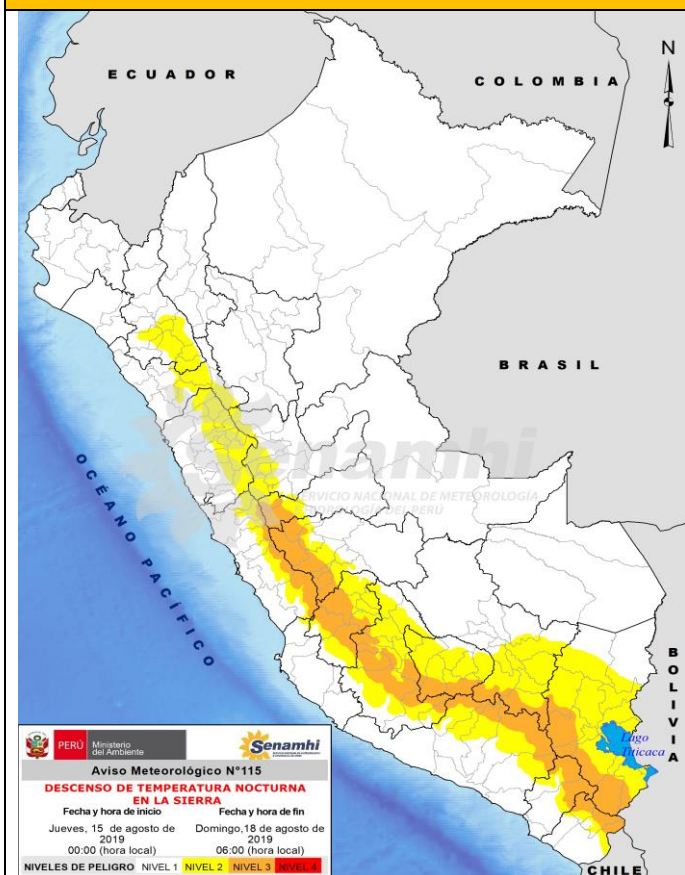 ECUADOR
COLOMBIA
N
BRASIL
Senamhi
SERVICIO NACIONAL DE METEOROLOGÍA
DEL PERÚ
OCÉANO PACÍFICO
BOLIVIA
Lago
Titicaca
CHILE
PERÚ Ministerio
del Ambiente
Senamhi
Aviso Meteorológico N°115
DESCENSO DE TEMPERATURA NOCTURNA
EN LA SIERRA
Fecha y hora de inicio Fecha y hora de fin
Jueves, 15 de agosto de Domingo,18 de agosto de
2019 2019
00:00 (hora local) 06:00 (hora local)
NIVELES DE PELIGRO NIVEL 1 NIVEL 2 NIVEL 3 NIVEL 4